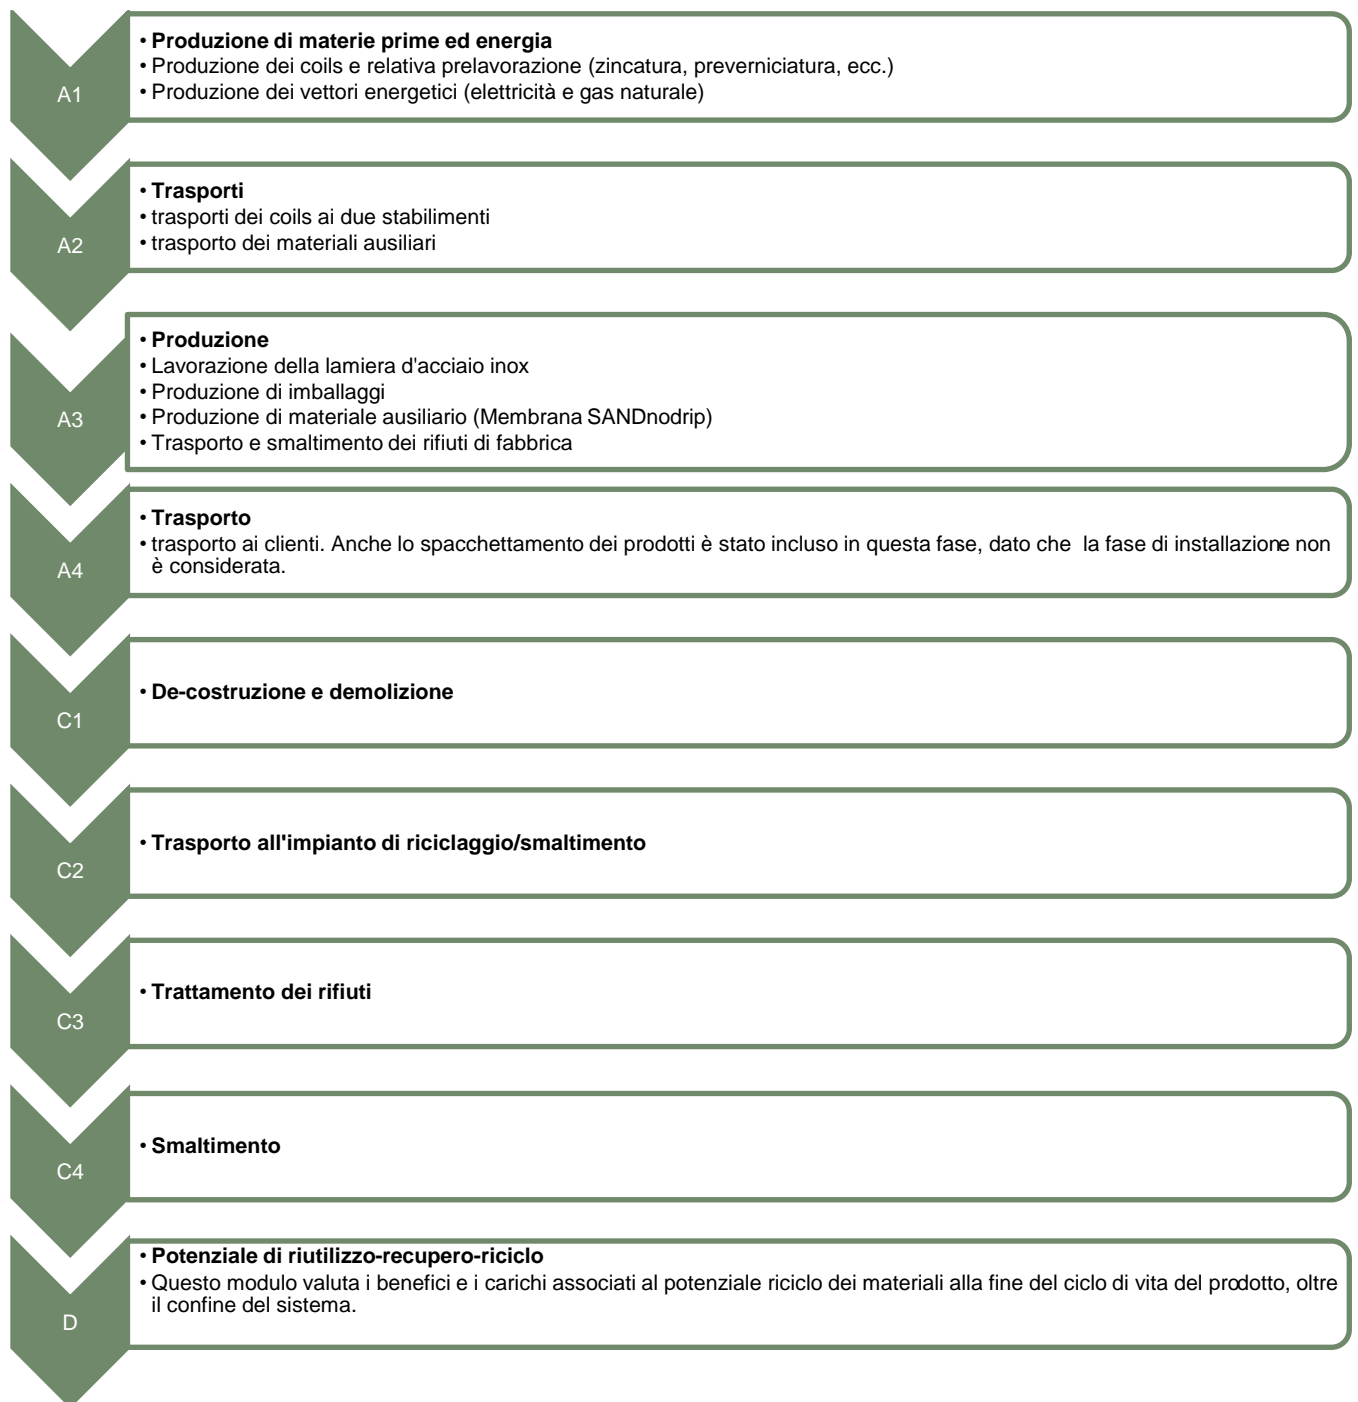 A1
• Produzione di materie prime ed energia
• Produzione dei coils e relativa prelavorazione (zincatura, preverniciatura, ecc.)
• Produzione dei vettori energetici (elettricità e gas naturale)
A2
• Trasporti
• trasporti dei coils ai due stabilimenti
• trasporto dei materiali ausiliari
A3
• Produzione
• Lavorazione della lamiera d'acciaio inox
• Produzione di imballaggi
• Produzione di materiale ausiliario (Membrana SANDnodrip)
• Trasporto e smaltimento dei rifiuti di fabbrica
A4
• Trasporto
• trasporto ai clienti. Anche lo spacchettamento dei prodotti è stato incluso in questa fase, dato che la fase di installazione non
è considerata.
C1
• De-costruzione e demolizione
C2
• Trasporto all'impianto di riciclaggio/smaltimento
C3
• Trattamento dei rifiuti
C4
• Smaltimento
D
• Potenziale di riutilizzo-recupero-riciclo
• Questo modulo valuta i benefici e i carichi associati al potenziale riciclo dei materiali alla fine del ciclo di vita del prodotto, oltre
il confine del sistema.